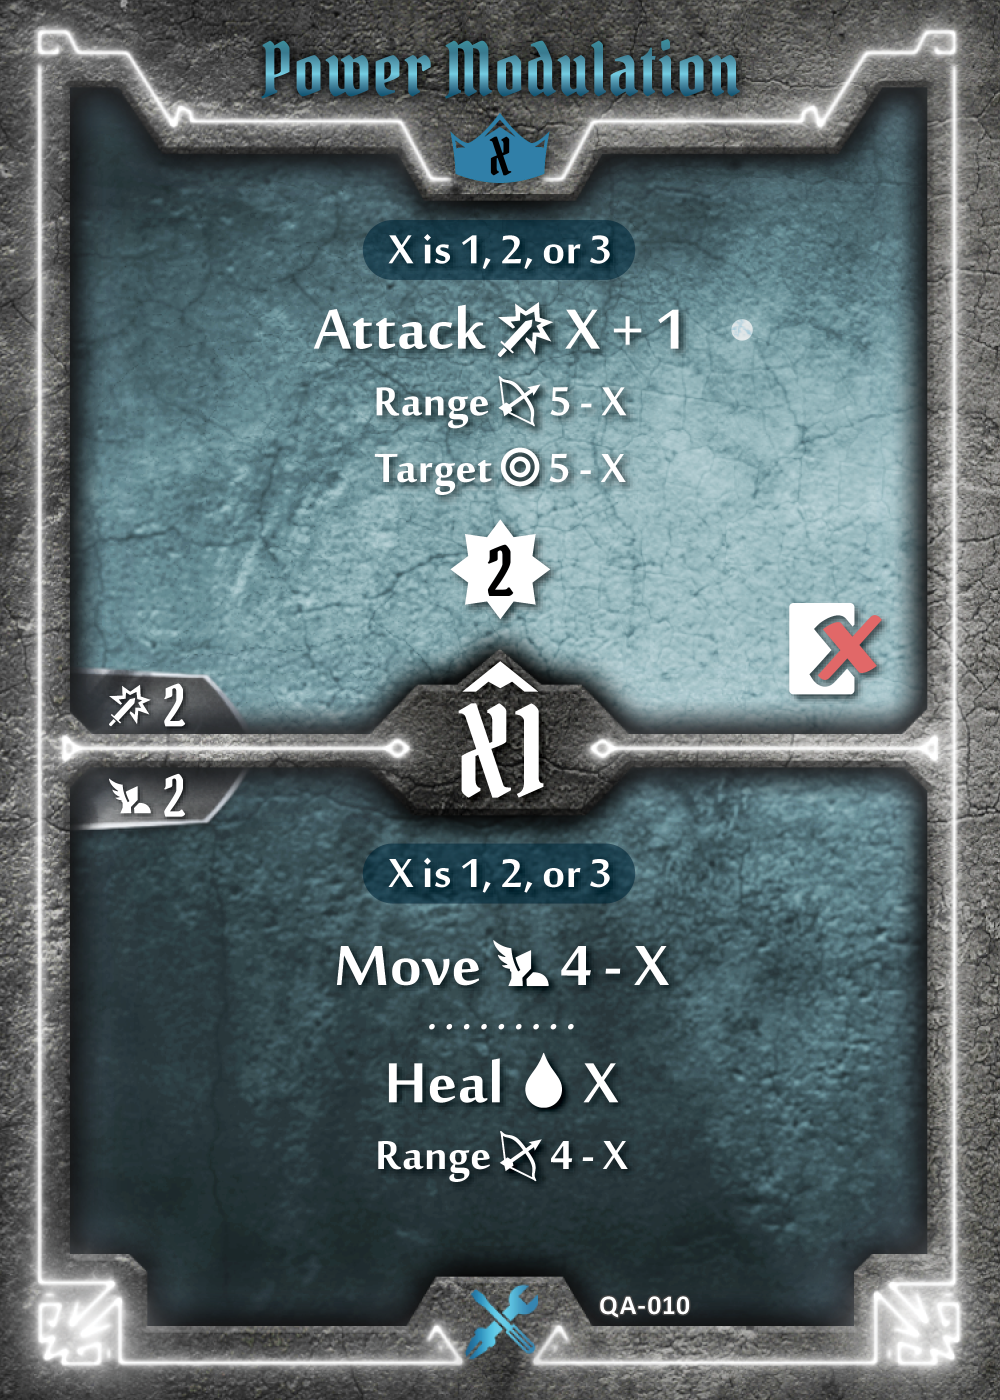 Power Modulation
X
X is 1, 2, or 3
Attack X + 1
Range 5 - X
Target 5 - X
2
2
X1
2
X is 1, 2, or 3
Move 4 - X
Heal X
Range 4 - X
QA-010